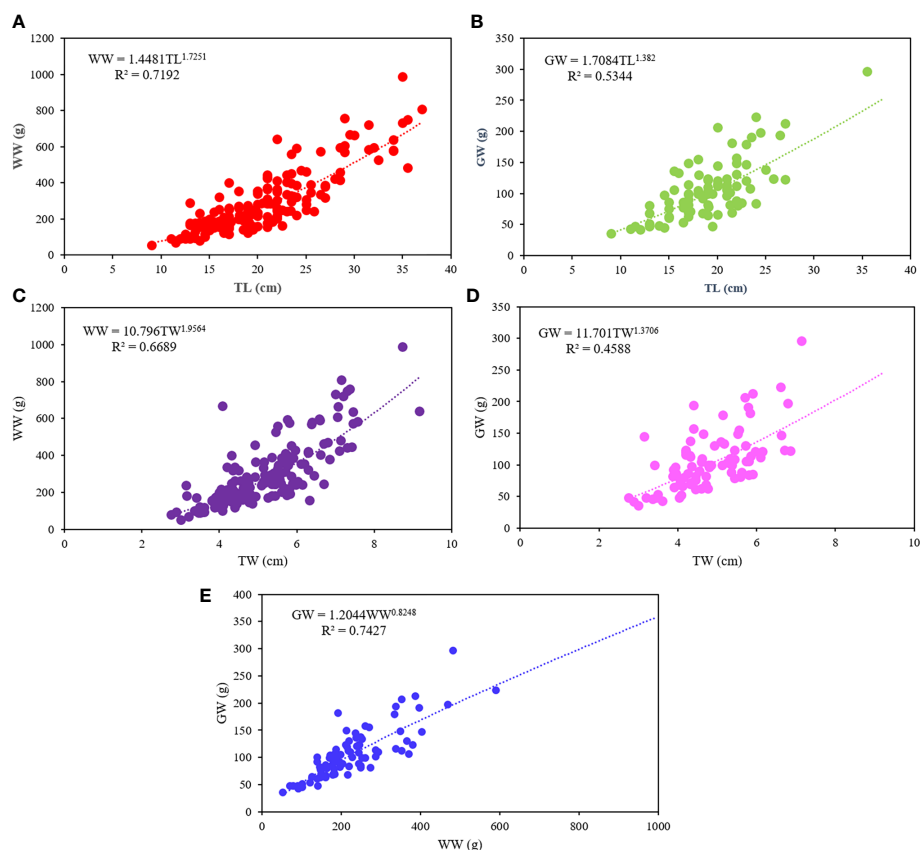 A
WW = 1.4481TL^1.7251
R² = 0.7192
WW (g)
1200
1000
800
600
400
200
0
0 5 10 15 20 25 30 35 40
TL (cm)
B
GW = 1.7084TL^1.382
R² = 0.5344
GW (g)
350
300
250
200
150
100
50
0
0 5 10 15 20 25 30 35 40
TL (cm)
C
WW = 10.796TW^1.9564
R² = 0.6689
WW (g)
1200
1000
800
600
400
200
0
0 2 4 6 8 10
TW (cm)
D
GW = 11.701TW^1.3706
R² = 0.4588
GW (g)
350
300
250
200
150
100
50
0
0 2 4 6 8 10
TW (cm)
E
GW = 1.2044WW^0.8248
R² = 0.7427
GW (g)
400
350
300
250
200
150
100
50
0
0 200 400 600 800 1000
WW (g)